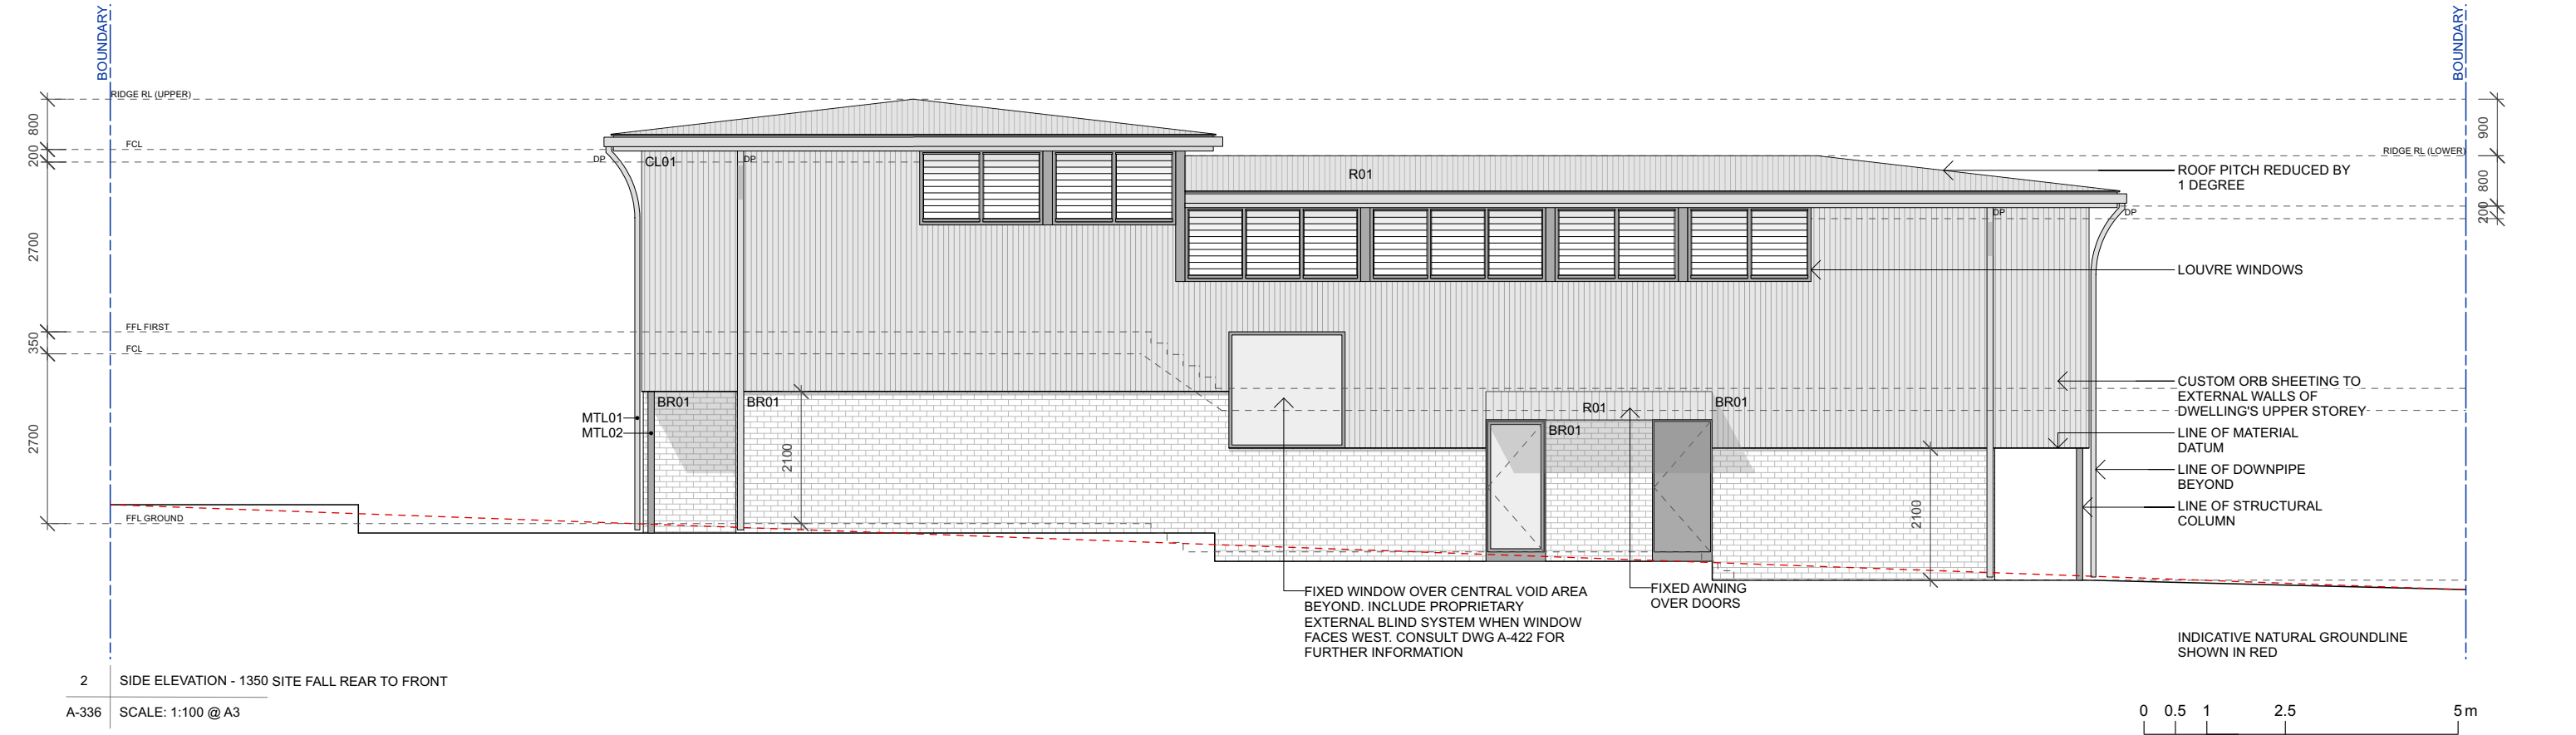 BOUNDARY
BOUNDARY
RIDGE RL (UPPER)
800
900
FCL
200
RIDGE RL (LOWER)
DP
CL01
DP
R01
ROOF PITCH REDUCED BY
1 DEGREE
800
200
DP
DP
2700
LOUVRE WINDOWS
FFL FIRST
350
FCL
CUSTOM ORB SHEETING TO
EXTERNAL WALLS OF
DWELLING'S UPPER STOREY
BR01
BR01
R01
BR01
MTL01
MTL02
BR01
LINE OF MATERIAL
DATUM
2700
2100
LINE OF DOWNPIPE
BEYOND
LINE OF STRUCTURAL
COLUMN
2100
FFL GROUND
FIXED WINDOW OVER CENTRAL VOID AREA
BEYOND. INCLUDE PROPRIETARY
EXTERNAL BLIND SYSTEM WHEN WINDOW
FACES WEST. CONSULT DWG A-422 FOR
FURTHER INFORMATION
FIXED AWNING
OVER DOORS
INDICATIVE NATURAL GROUNDLINE
SHOWN IN RED
2 SIDE ELEVATION - 1350 SITE FALL REAR TO FRONT
A-336 SCALE: 1:100 @ A3
0 0.5 1 2.5 5 m